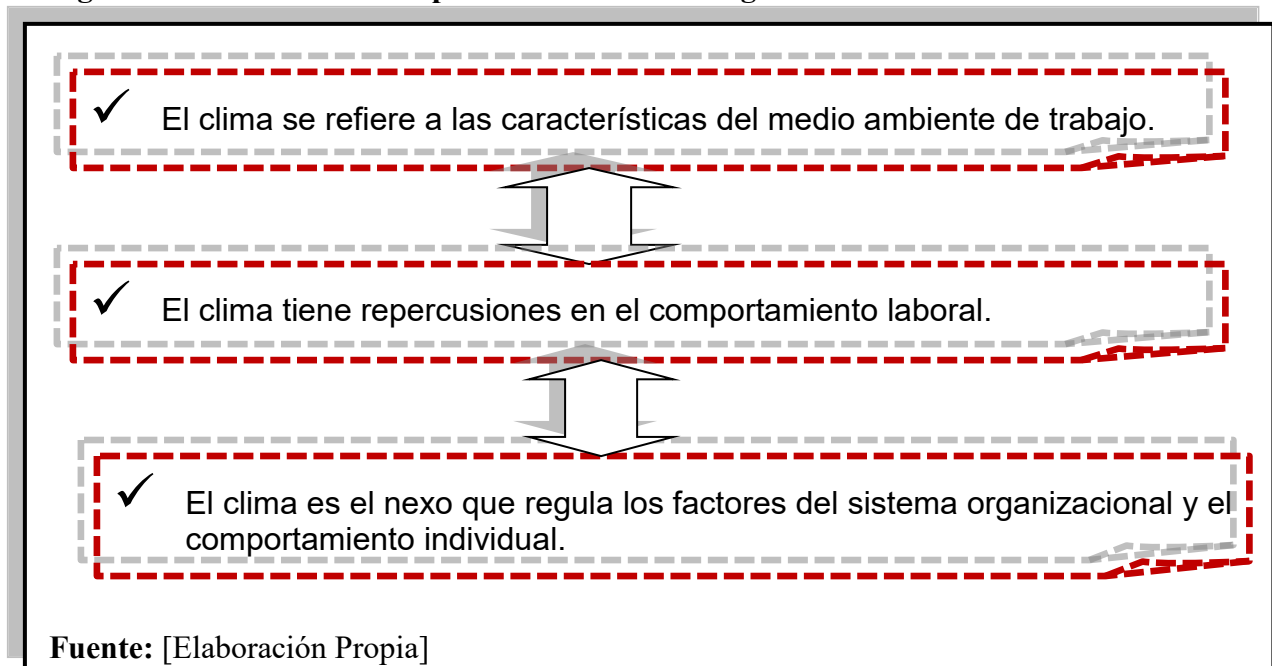 El clima se refiere a las características del medio ambiente de trabajo.
El clima tiene repercusiones en el comportamiento laboral.
El clima es el nexo que regula los factores del sistema organizacional y el
comportamiento individual.
Fuente: [Elaboración Propia]